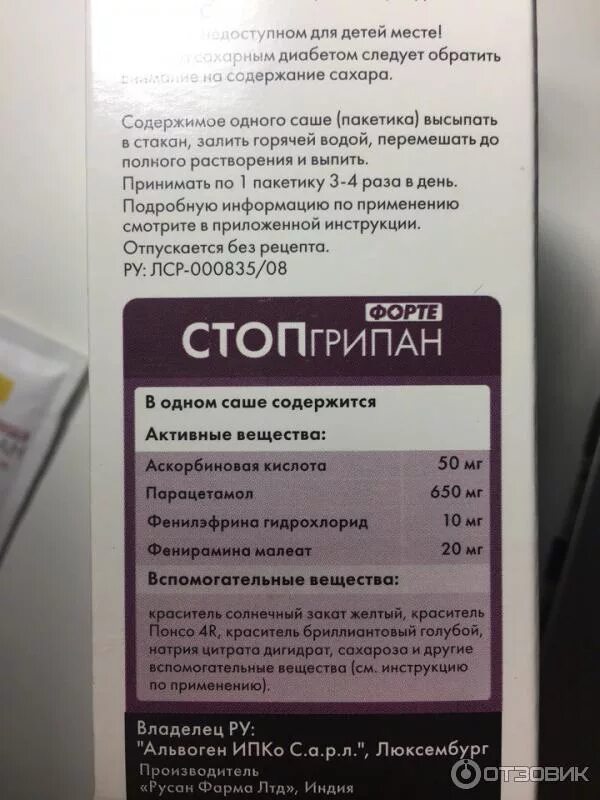 недоступном для детей месте!
сахарным диабетом следует обратить
внимание на содержание сахара.
Содержимое одного саше (пакетика) высыпать
в стакан, залить горячей водой, перемешать до
полного растворения и выпить.
Принимать по 1 пакетику 3-4 раза в день.
Подробную информацию по применению
смотрите в приложенной инструкции.
Отпускается без рецепта.
РУ: ЛСР-000835/08
ФОРТЕ
СТОПГРИПАН
В одном саше содержится
Активные вещества:
Аскорбиновая кислота 50 мг
Парацетамол 650 мг
Фенилэфрина гидрохлорид 10 мг
Фенирамина малеат 20 мг
Вспомогательные вещества:
краситель солнечный закат желтый, краситель
Понсо 4R, краситель бриллиантовый голубой,
натрия цитрата дигидрат, сахароза и другие
вспомогательные вещества (см. инструкцию
по применению).
Владелец РУ:
"Альвоген ИПКо С.а.р.л.", Люксембург
Производитель
«Русан Фарма Лтд», Индия
ОТЗОВИК